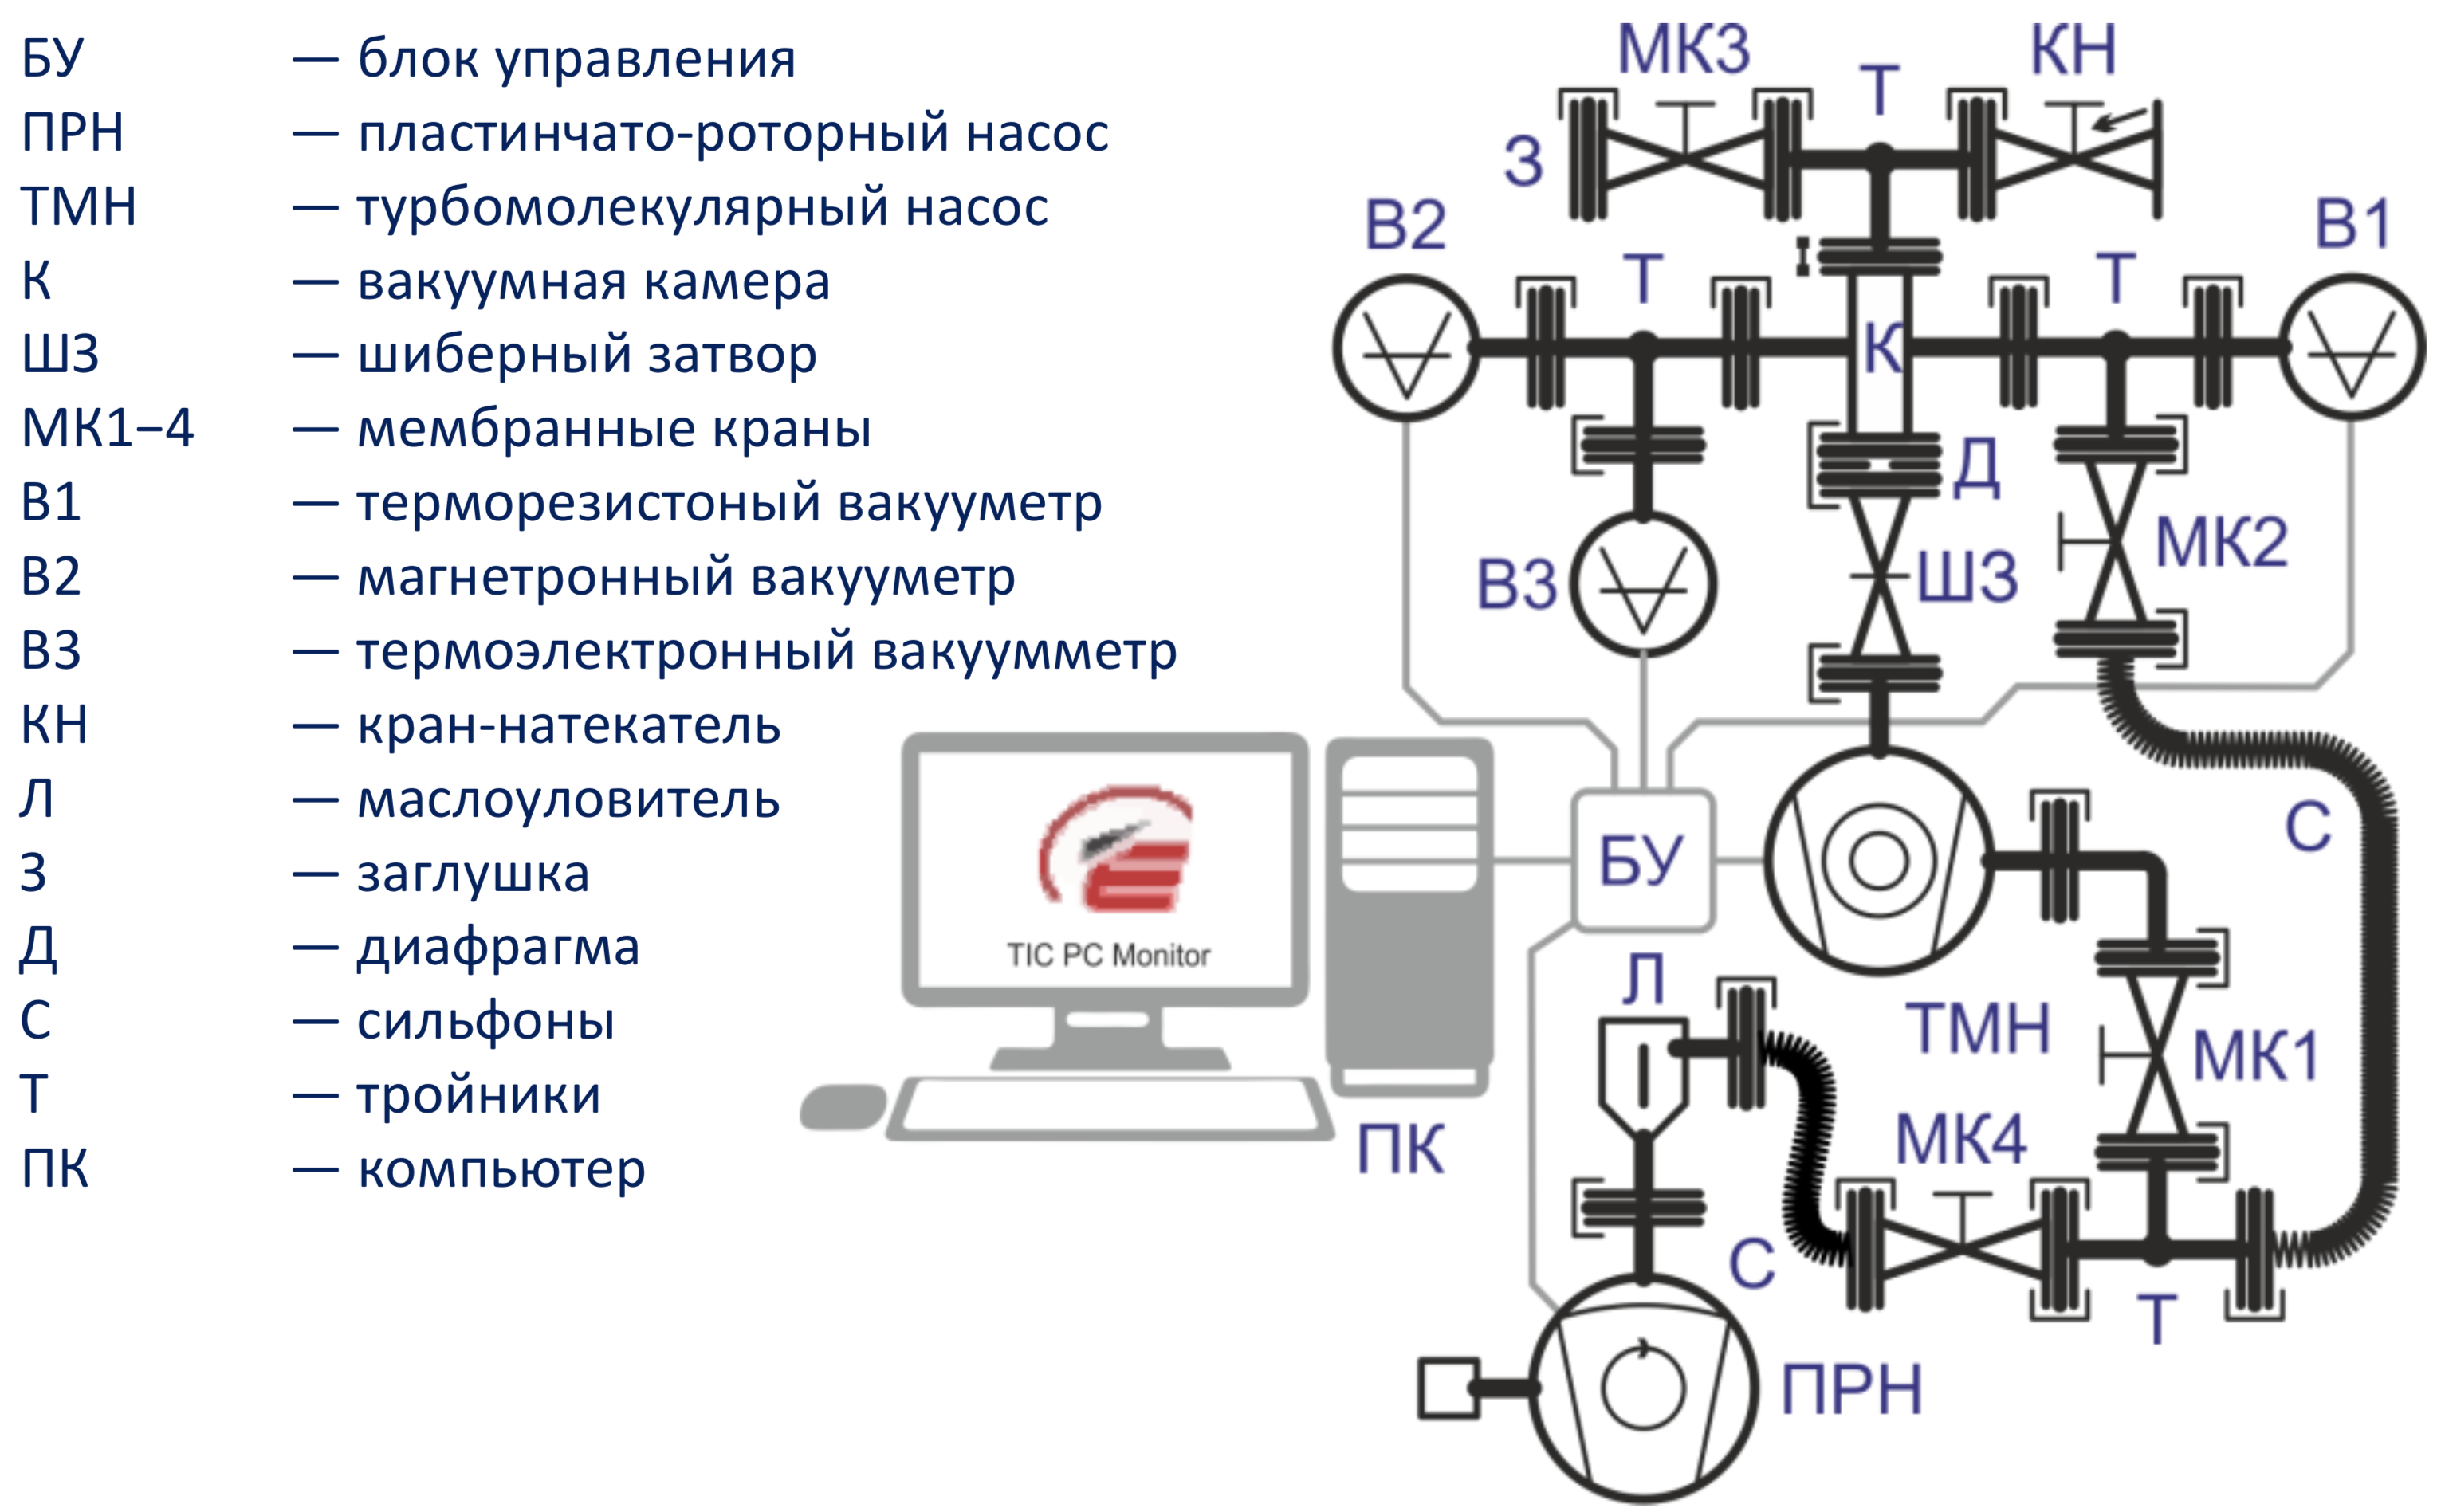 БУ — блок управления
ПРН — пластинчато-роторный насос
ТМН — турбомолекулярный насос
К — вакуумная камера
ШЗ — шиберный затвор
МК1–4 — мембранные краны
В1 — терморезистоный вакууметр
В2 — магнетронный вакууметр
В3 — термоэлектронный вакуумметр
КН — кран-натекатель
Л — маслоуловитель
З — заглушка
Д — диафрагма
С — сильфоны
Т — тройники
ПК — компьютер
МК3
Т
КН
З
В2
В1
Т
Т
К
Д
МК2
В3
ШЗ
С
БУ
TIC PC Monitor
Л
ТМН
МК1
ПК
МК4
С
Т
ПРН